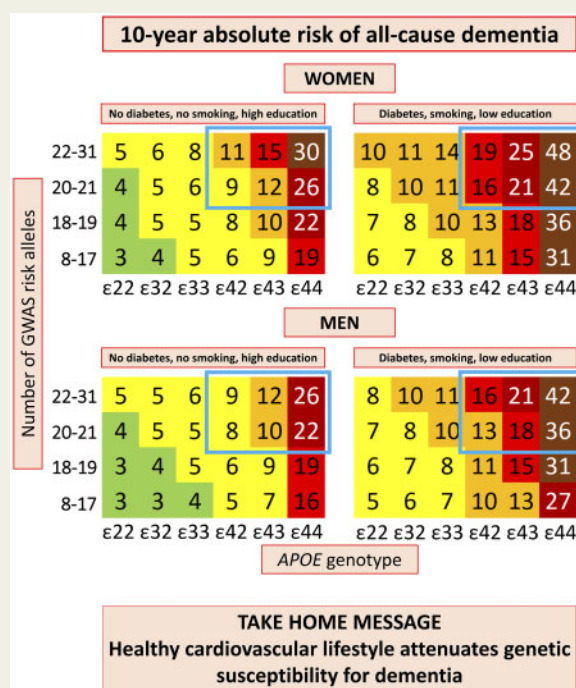 10-year absolute risk of all-cause dementia
WOMEN
No diabetes, no smoking, high education
Diabetes, smoking, low education
22-31 5 6 8 11 15 30 10 11 14 19 25 48
20-21 4 5 6 9 12 26 8 10 11 16 21 42
18-19 4 5 5 8 10 22 7 8 10 13 18 36
8-17 3 4 5 6 9 19 6 7 8 11 15 31
ε22 ε32 ε33 ε42 ε43 ε44 ε22 ε32 ε33 ε42 ε43 ε44
Number of GWAS risk alleles
MEN
No diabetes, no smoking, high education
Diabetes, smoking, low education
22-31 5 5 6 9 12 26 8 10 11 16 21 42
20-21 4 5 5 8 10 22 7 8 10 13 18 36
18-19 3 4 5 6 9 19 6 7 8 11 15 31
8-17 3 3 4 5 7 16 5 6 7 10 13 27
ε22 ε32 ε33 ε42 ε43 ε44 ε22 ε32 ε33 ε42 ε43 ε44
APOE genotype
TAKE HOME MESSAGE
Healthy cardiovascular lifestyle attenuates genetic
susceptibility for dementia